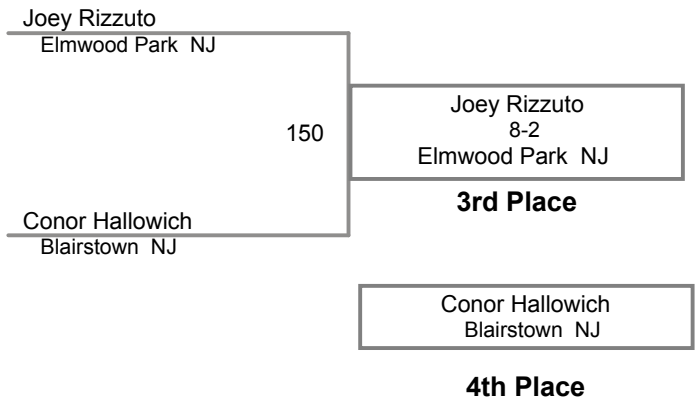 Joey Rizzuto
Elmwood Park NJ
150
Joey Rizzuto
8-2
Elmwood Park NJ
3rd Place
Conor Hallowich
Blairstown NJ
Conor Hallowich
Blairstown NJ
4th Place